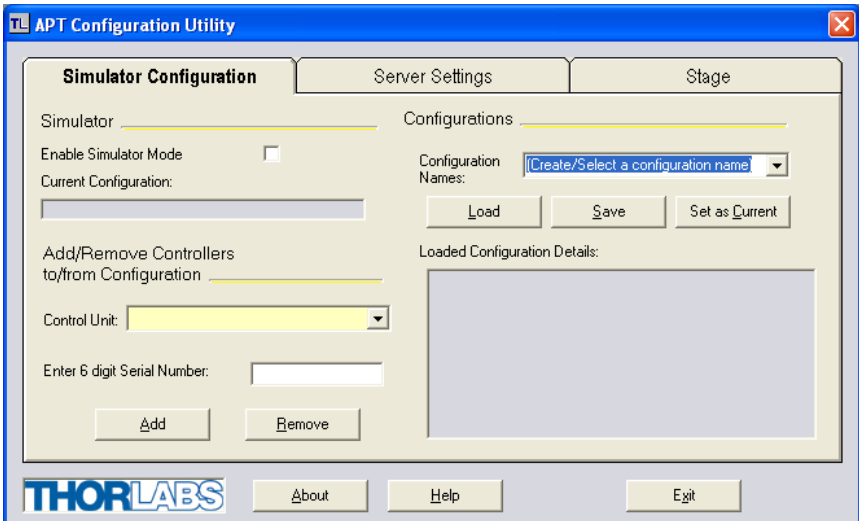 TL APT Configuration Utility
Simulator Configuration
Server Settings
Stage
Simulator
Enable Simulator Mode
Current Configuration:
Add/Remove Controllers
to/from Configuration
Control Unit:
Enter 6 digit Serial Number:
Add
Remove
Configurations
Configuration
Names:
(Create/Select a configuration name)
Load
Save
Set as Current
Loaded Configuration Details:
THORLABS
About
Help
Exit